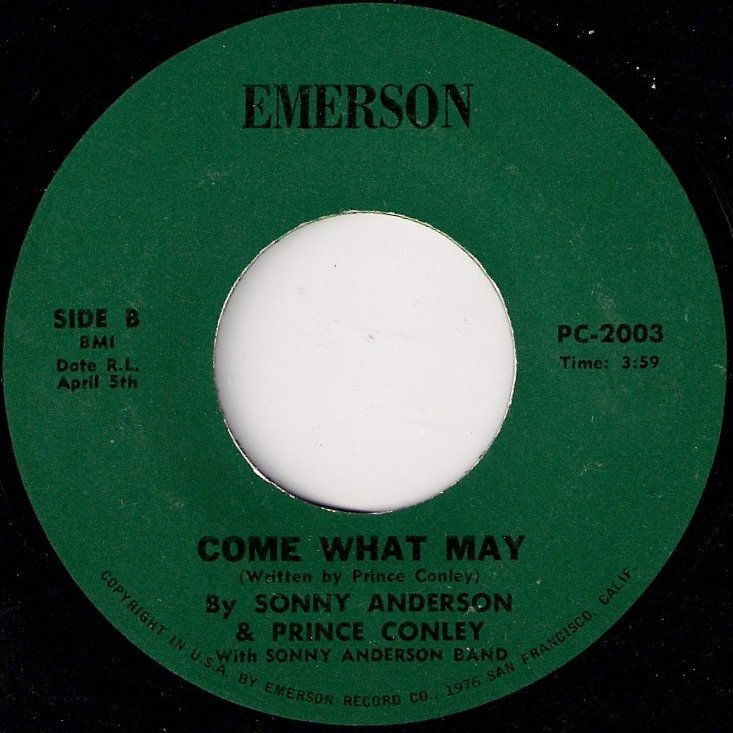 EMERSON
SIDE B
BMI
Date R.L.
April 5th
PC-2003
Time: 3:59
COME WHAT MAY
(Written by Prince Conley)
By SONNY ANDERSON
& PRINCE CONLEY
With SONNY ANDERSON BAND
COPYRIGHT IN U.S.A. BY EMERSON RECORD CO., 1976 SAN FRANCISCO, CALIF